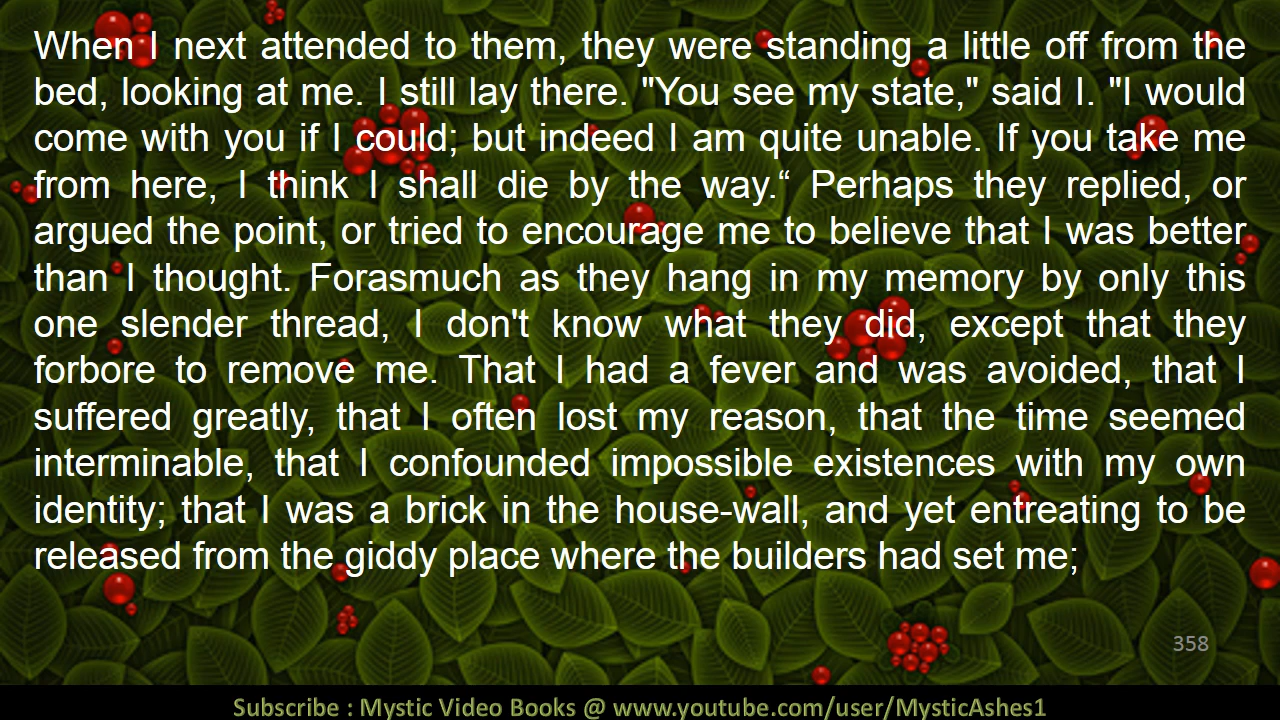 When I next attended to them, they were standing a little off from the
bed, looking at me. I still lay there. "You see my state," said I. "I would
come with you if I could; but indeed I am quite unable. If you take me
from here, I think I shall die by the way.“ Perhaps they replied, or
argued the point, or tried to encourage me to believe that I was better
than I thought. Forasmuch as they hang in my memory by only this
one slender thread, I don't know what they did, except that they
forbore to remove me. That I had a fever and was avoided, that I
suffered greatly, that I often lost my reason, that the time seemed
interminable, that I confounded impossible existences with my own
identity; that I was a brick in the house-wall, and yet entreating to be
released from the giddy place where the builders had set me;
358
Subscribe : Mystic Video Books @ www.youtube.com/user/MysticAshes1